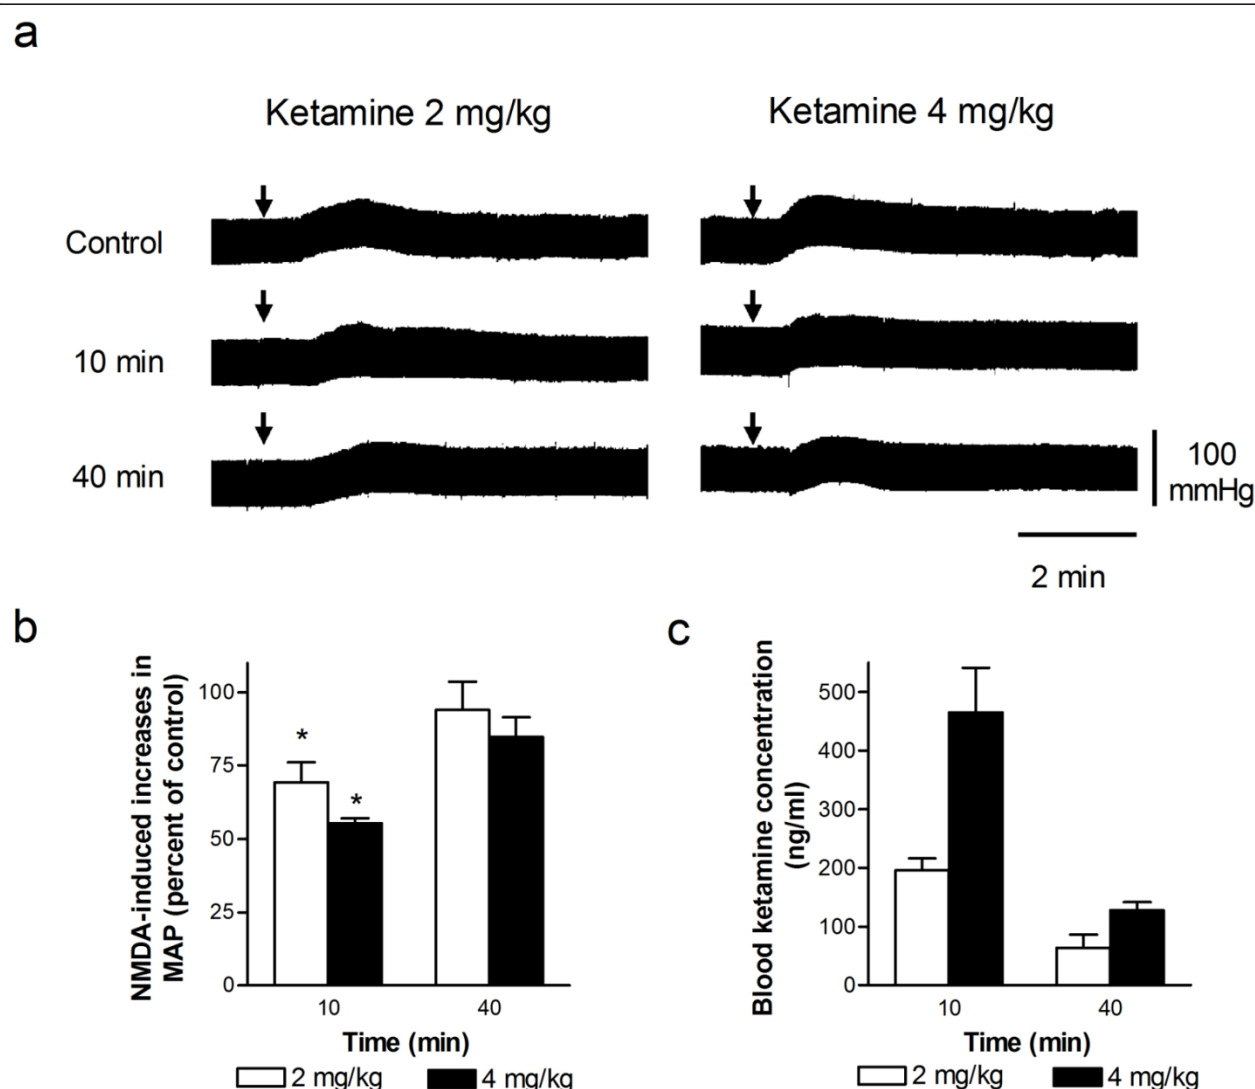 a
Ketamine 2 mg/kg
Ketamine 4 mg/kg
Control
10 min
40 min
100
mmHg
2 min
b
NMDA-induced increases in
MAP (percent of control)
100
75
50
25
0
*
*
10
40
Time (min)
2 mg/kg
4 mg/kg
c
Blood ketamine concentration
(ng/ml)
500
400
300
200
100
0
10
40
Time (min)
2 mg/kg
4 mg/kg